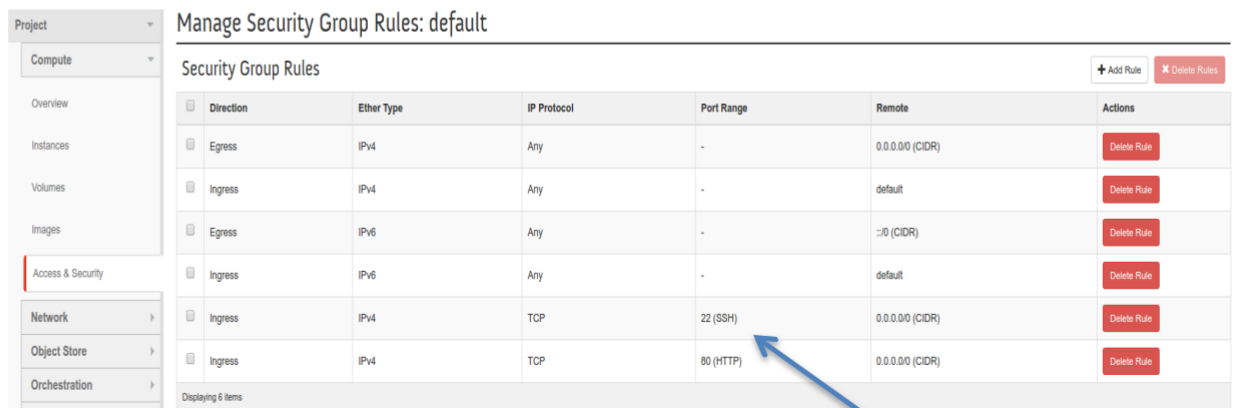 Project
Compute
Overview
Instances
Volumes
Images
Access & Security
Network
Object Store
Orchestration
Manage Security Group Rules: default
Security Group Rules
+ Add Rule ✖ Delete Rules
Direction Ether Type IP Protocol Port Range Remote Actions
Egress IPv4 Any - 0.0.0.0/0 (CIDR) Delete Rule
Ingress IPv4 Any - default Delete Rule
Egress IPv6 Any - ::/0 (CIDR) Delete Rule
Ingress IPv6 Any - default Delete Rule
Ingress IPv4 TCP 22 (SSH) 0.0.0.0/0 (CIDR) Delete Rule
Ingress IPv4 TCP 80 (HTTP) 0.0.0.0/0 (CIDR) Delete Rule
Displaying 6 items